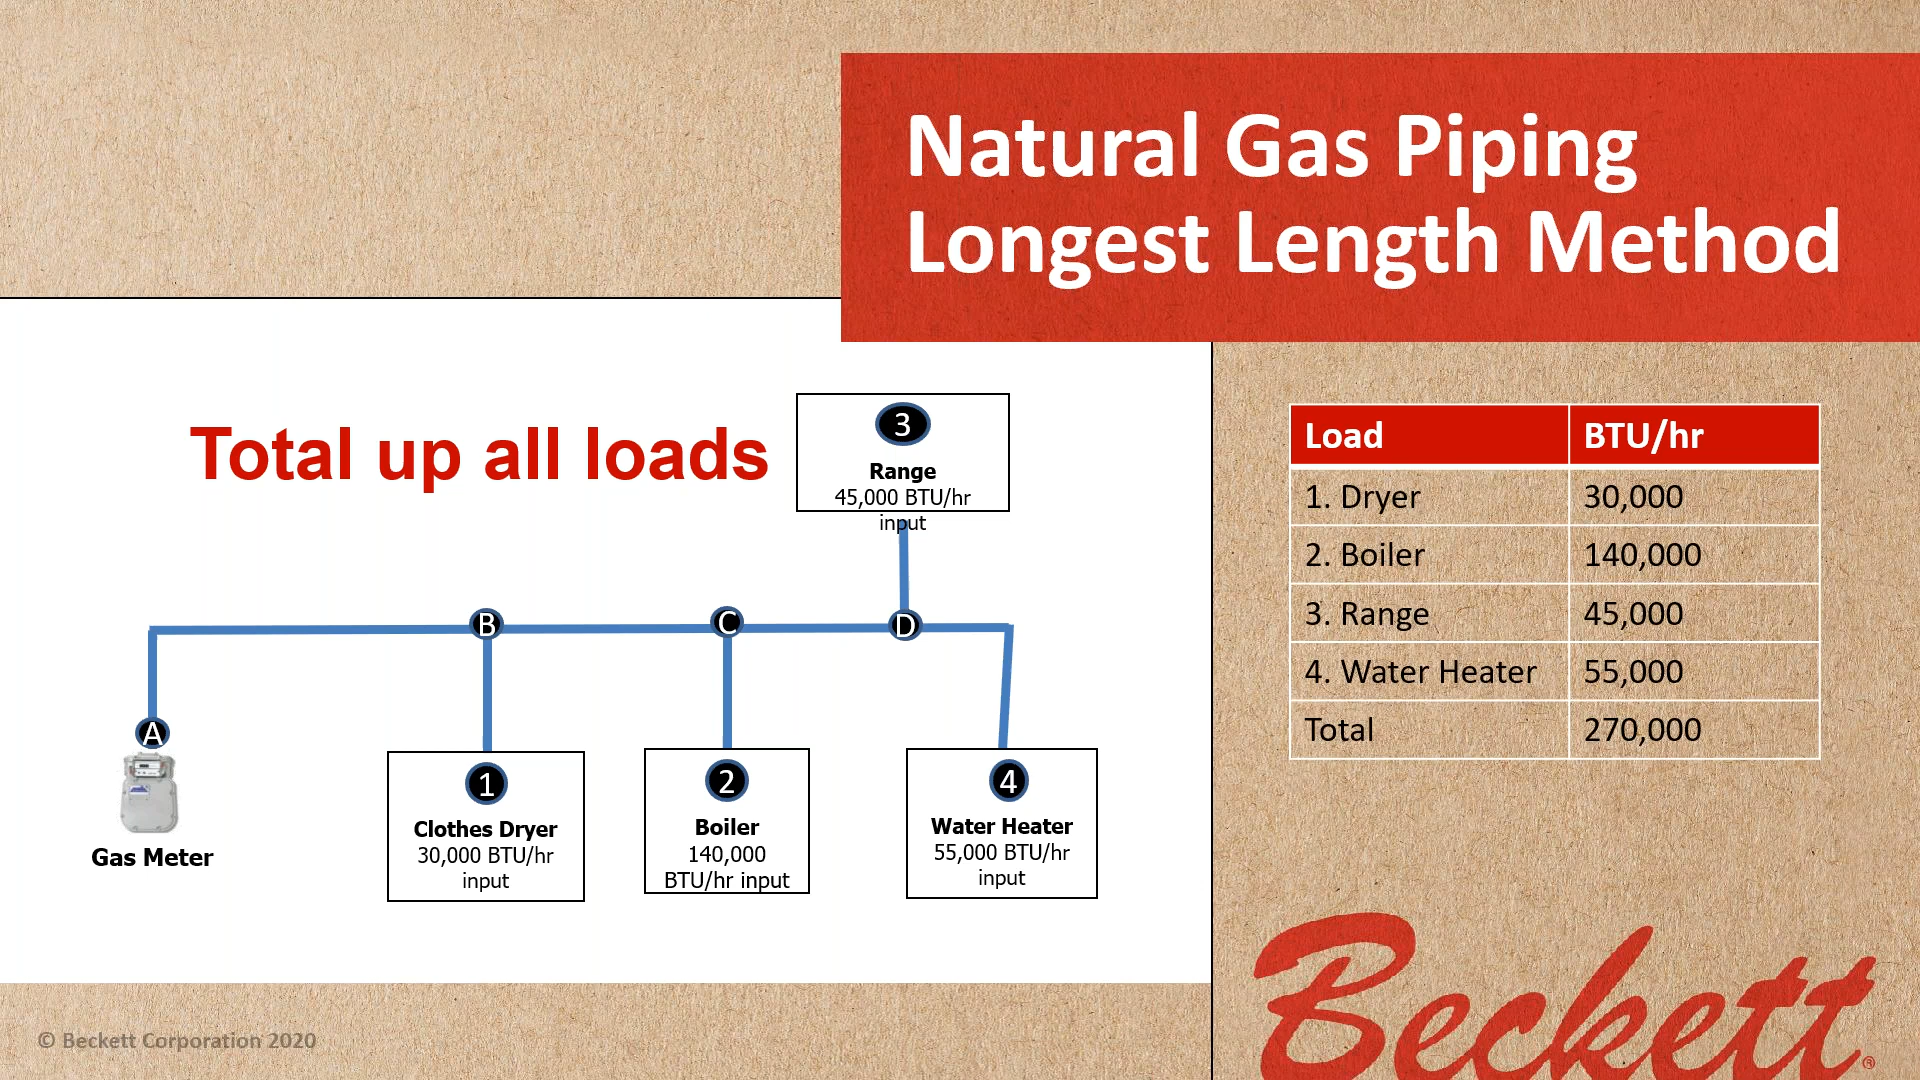 Natural Gas Piping
Longest Length Method
Total up all loads
3
Range
45,000 BTU/hr
input
B
C
D
A
Gas Meter
1
Clothes Dryer
30,000 BTU/hr
input
2
Boiler
140,000
BTU/hr input
4
Water Heater
55,000 BTU/hr
input
Load BTU/hr
1. Dryer 30,000
2. Boiler 140,000
3. Range 45,000
4. Water Heater 55,000
Total 270,000
Beckett®
© Beckett Corporation 2020